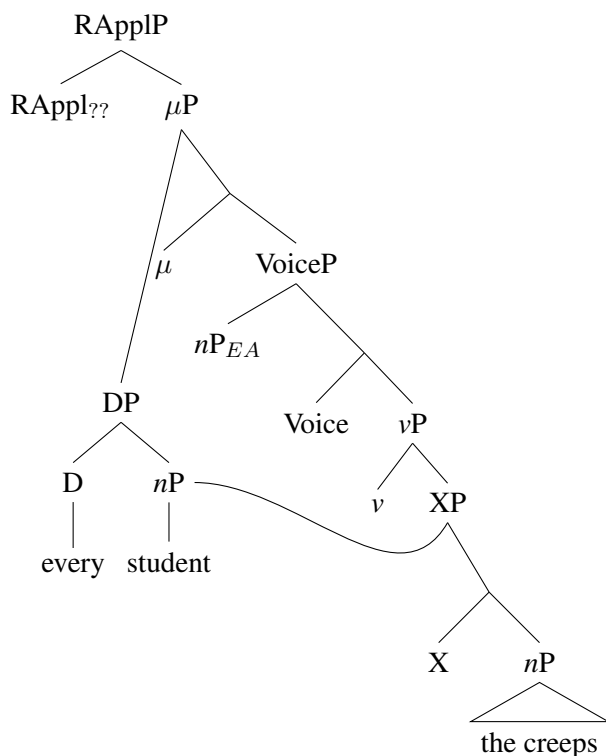 RApplP
RAppl?? μP
μ VoiceP
nP_EA
DP Voice vP
D nP v XP
every student
X nP
the creeps